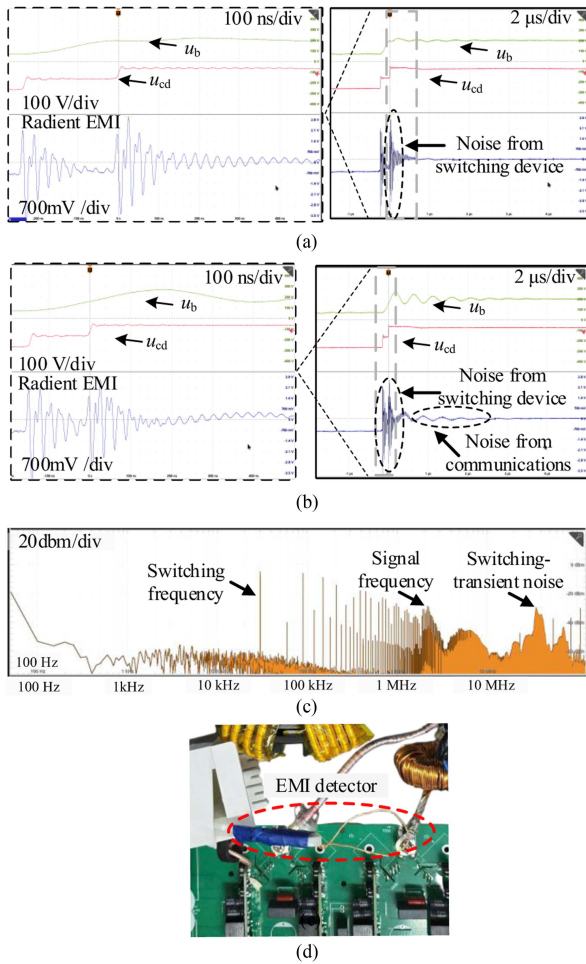 100 ns/div
u_b
u_cd
100 V/div
Radient EMI
700mV /div
2 μs/div
u_b
u_cd
Noise from
switching device
(a)
100 ns/div
u_b
u_cd
100 V/div
Radient EMI
700mV /div
2 μs/div
u_b
u_cd
Noise from
switching device
Noise from
communications
(b)
20dbm/div
Switching
frequency
Signal
frequency
Switching-
transient noise
100 Hz
100 Hz 1kHz 10 kHz 100 kHz 1 MHz 10 MHz
(c)
EMI detector
(d)